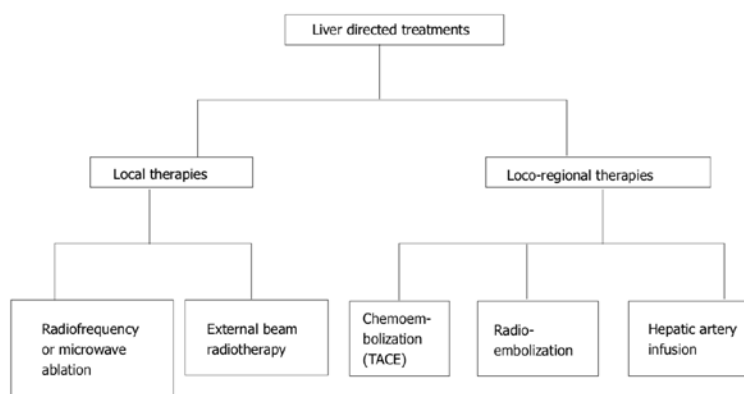 Liver directed treatments
Local therapies
Loco-regional therapies
Radiofrequency
or microwave
ablation
External beam
radiotherapy
Chemoem-
bolization
(TACE)
Radio-
embolization
Hepatic artery
infusion